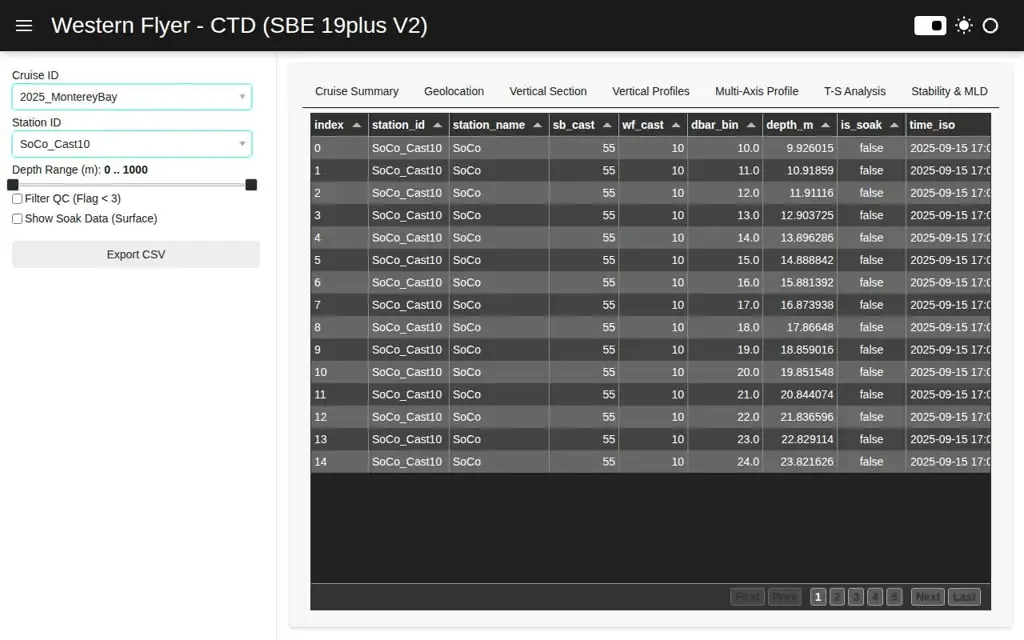 Western Flyer - CTD (SBE 19plus V2)
Cruise ID
2025_MontereyBay
Station ID
SoCo_Cast10
Depth Range (m): 0 .. 1000
Filter QC (Flag < 3)
Show Soak Data (Surface)
Export CSV
Cruise Summary Geolocation Vertical Section Vertical Profiles Multi-Axis Profile T-S Analysis Stability & MLD
index station_id station_name sb_cast wf_cast dbar_bin depth_m is_soak time_iso
0 SoCo_Cast10 SoCo 55 10 10.0 9.926015 false 2025-09-15 17:0
1 SoCo_Cast10 SoCo 55 10 11.0 10.91859 false 2025-09-15 17:0
2 SoCo_Cast10 SoCo 55 10 12.0 11.91116 false 2025-09-15 17:0
3 SoCo_Cast10 SoCo 55 10 13.0 12.903725 false 2025-09-15 17:0
4 SoCo_Cast10 SoCo 55 10 14.0 13.896286 false 2025-09-15 17:0
5 SoCo_Cast10 SoCo 55 10 15.0 14.888842 false 2025-09-15 17:0
6 SoCo_Cast10 SoCo 55 10 16.0 15.881392 false 2025-09-15 17:0
7 SoCo_Cast10 SoCo 55 10 17.0 16.873938 false 2025-09-15 17:0
8 SoCo_Cast10 SoCo 55 10 18.0 17.86648 false 2025-09-15 17:0
9 SoCo_Cast10 SoCo 55 10 19.0 18.859016 false 2025-09-15 17:0
10 SoCo_Cast10 SoCo 55 10 20.0 19.851548 false 2025-09-15 17:0
11 SoCo_Cast10 SoCo 55 10 21.0 20.844074 false 2025-09-15 17:0
12 SoCo_Cast10 SoCo 55 10 22.0 21.836596 false 2025-09-15 17:0
13 SoCo_Cast10 SoCo 55 10 23.0 22.829114 false 2025-09-15 17:0
14 SoCo_Cast10 SoCo 55 10 24.0 23.821626 false 2025-09-15 17:0
First Prev 1 2 3 4 5 Next Last